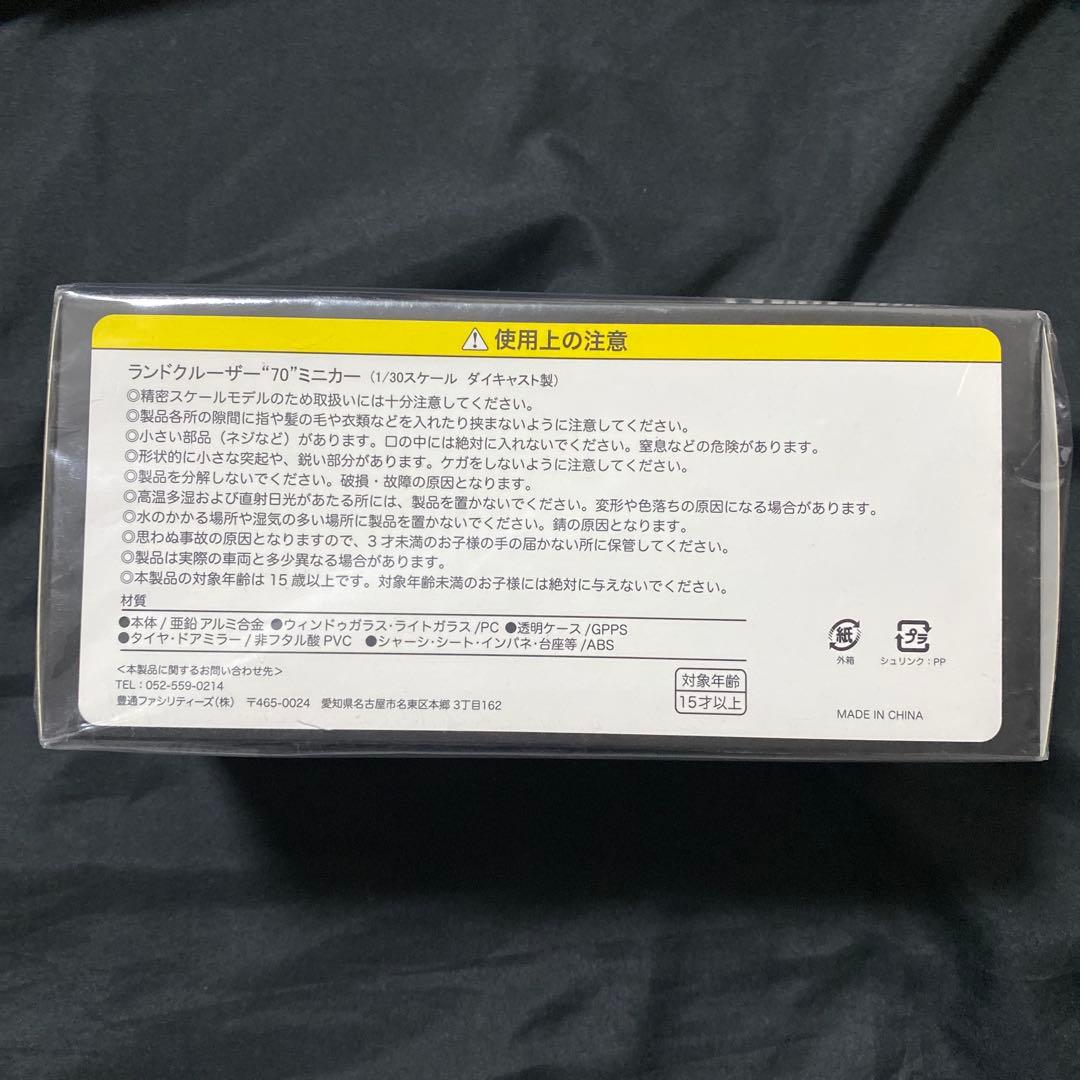 使用上の注意
ランドクルーザー“70”ミニカー（1/30スケール ダイキャスト製）
◎精密スケールモデルのため取扱いには十分注意してください。
◎製品各所の隙間に指や髪の毛や衣類などを入れたり挟まないように注意してください。
◎小さい部品（ネジなど）があります。口の中には絶対に入れないでください。窒息などの危険があります。
◎形状的に小さな突起や、鋭い部分があります。ケガをしないように注意してください。
◎製品を分解しないでください。破損・故障の原因となります。
◎高温多湿および直射日光があたる所には、製品を置かないでください。変形や色落ちの原因になる場合があります。
◎水のかかる場所や湿気の多い場所に製品を置かないでください。錆の原因となります。
◎思わぬ事故の原因となりますので、3才未満のお子様の手の届かない所に保管してください。
◎製品は実際の車両と多少異なる場合があります。
◎本製品の対象年齢は15歳以上です。対象年齢未満のお子様には絶対に与えないでください。
材質
●本体/亜鉛アルミ合金 ●ウィンドゥガラス・ライトガラス/PC ●透明ケース/GPPS
●タイヤ・ドアミラー/非フタル酸PVC ●シャーシ・シート・インパネ・台座等/ABS
紙
外箱
プラ
シュリンク：PP
<本製品に関するお問い合わせ先>
TEL：052-559-0214
豊通ファシリティーズ（株） 〒465-0024 愛知県名古屋市名東区本郷3丁目162
対象年齢
15才以上
MADE IN CHINA